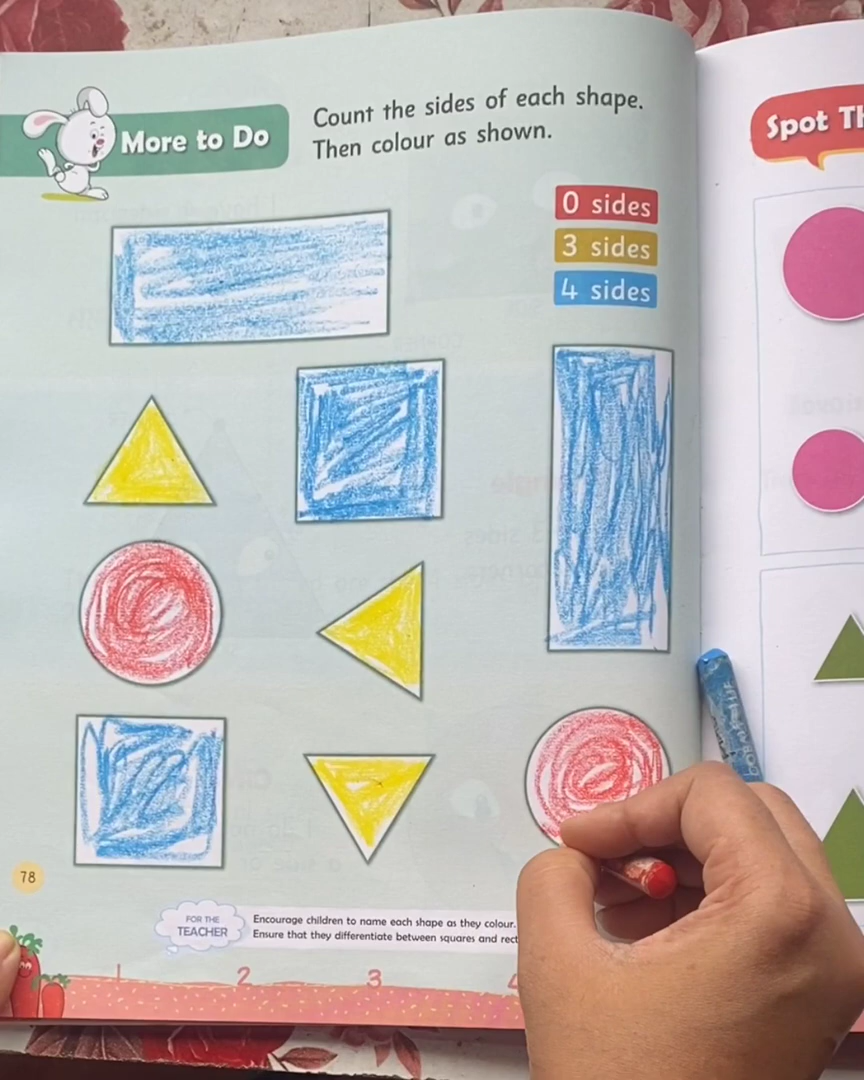 More to Do
Count the sides of each shape.
Then colour as shown.
0 sides
3 sides
4 sides
Spot
78
FOR THE
TEACHER
Encourage children to name each shape as they colour.
Ensure that they differentiate between squares and
1 2 3